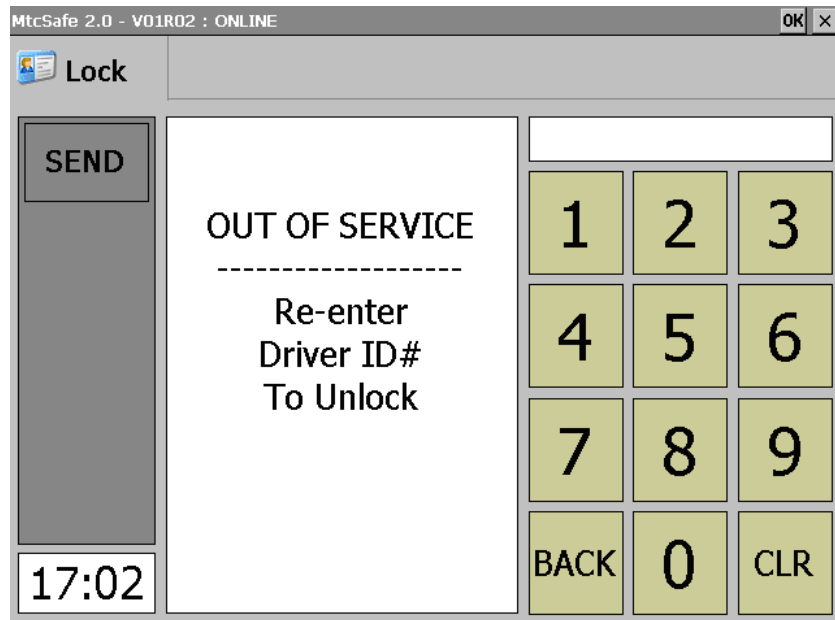 MtcSafe 2.0 - V01R02 : ONLINE
OK ×
Lock
SEND
OUT OF SERVICE
-------------------
Re-enter
Driver ID#
To Unlock
17:02
1 2 3
4 5 6
7 8 9
BACK 0 CLR